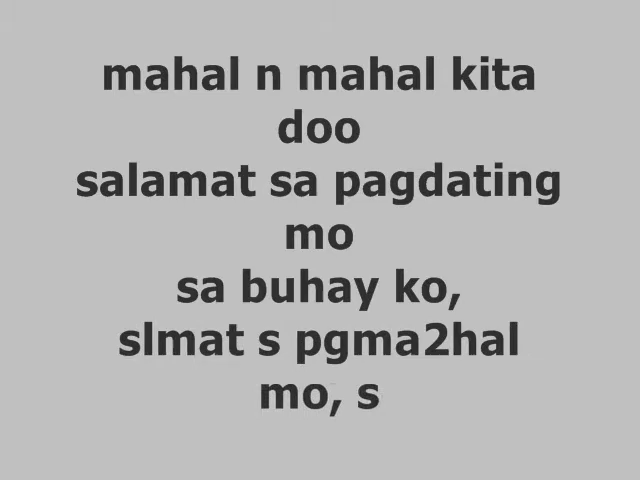 mahal n mahal kita
doo
salamat sa pagdating
mo
sa buhay ko,
slmat s pgma2hal
mo, s